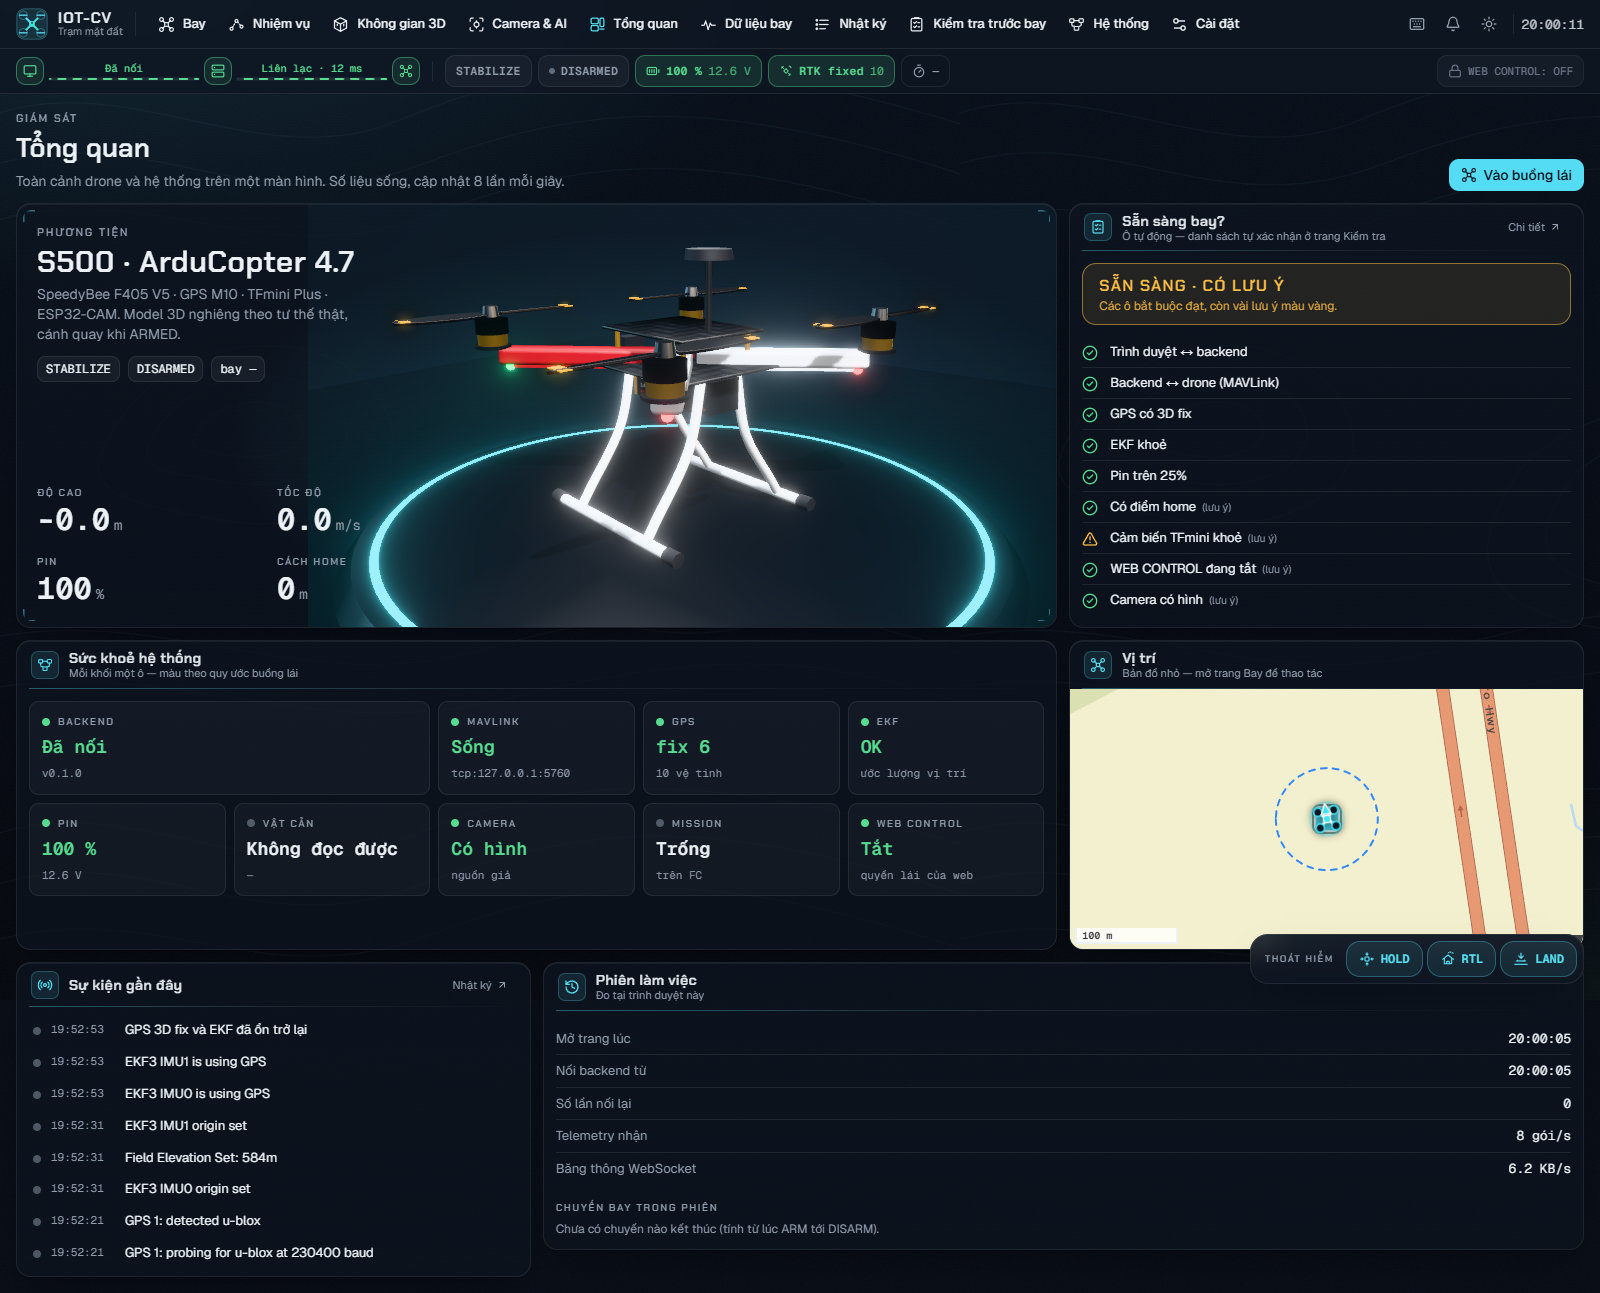 IOT-CV
Trạm mặt đất
Bay
Nhiệm vụ
Không gian 3D
Camera & AI
Tổng quan
Dữ liệu bay
Nhật ký
Kiểm tra trước bay
Hệ thống
Cài đặt
20:00:11
Đã nối
Liên lạc · 12 ms
STABILIZE
DISARMED
100 % 12.6 V
RTK fixed 10
–
WEB CONTROL: OFF
GIÁM SÁT
Tổng quan
Toàn cảnh drone và hệ thống trên một màn hình. Số liệu sống, cập nhật 8 lần mỗi giây.
Vào buồng lái
PHƯƠNG TIỆN
S500 · ArduCopter 4.7
SpeedyBee F405 V5 · GPS M10 · TFmini Plus ·
ESP32-CAM. Model 3D nghiêng theo tư thế thật,
cánh quay khi ARMED.
STABILIZE
DISARMED
bay –
ĐỘ CAO
-0.0 m
TỐC ĐỘ
0.0 m/s
PIN
100 %
CÁCH HOME
0 m
Sẵn sàng bay?
Ô tự động — danh sách tự xác nhận ở trang Kiểm tra
Chi tiết
SẴN SÀNG · CÓ LƯU Ý
Các ô bắt buộc đạt, còn vài lưu ý màu vàng.
Trình duyệt ↔ backend
Backend ↔ drone (MAVLink)
GPS có 3D fix
EKF khoẻ
Pin trên 25%
Có điểm home (lưu ý)
Cảm biến TFmini khoẻ (lưu ý)
WEB CONTROL đang tắt (lưu ý)
Camera có hình (lưu ý)
Sức khoẻ hệ thống
Mỗi khối một ô — màu theo quy ước buồng lái
BACKEND
Đã nối
v0.1.0
MAVLINK
Sống
tcp:127.0.0.1:5760
GPS
fix 6
10 vệ tinh
EKF
OK
ước lượng vị trí
PIN
100 %
12.6 V
VẬT CẢN
Không đọc được
–
CAMERA
Có hình
nguồn giả
MISSION
Trống
trên FC
WEB CONTROL
Tắt
quyền lái của web
Vị trí
Bản đồ nhỏ — mở trang Bay để thao tác
Hwy
100 m
THOÁT HIỂM
HOLD
RTL
LAND
Sự kiện gần đây
Nhật ký
19:52:53 GPS 3D fix và EKF đã ổn trở lại
19:52:53 EKF3 IMU1 is using GPS
19:52:53 EKF3 IMU0 is using GPS
19:52:31 EKF3 IMU1 origin set
19:52:31 Field Elevation Set: 584m
19:52:31 EKF3 IMU0 origin set
19:52:21 GPS 1: detected u-blox
19:52:21 GPS 1: probing for u-blox at 230400 baud
Phiên làm việc
Đo tại trình duyệt này
Mở trang lúc 20:00:05
Nối backend từ 20:00:05
Số lần nối lại 0
Telemetry nhận 8 gói/s
Băng thông WebSocket 6.2 KB/s
CHUYẾN BAY TRONG PHIÊN
Chưa có chuyến nào kết thúc (tính từ lúc ARM tới DISARM).